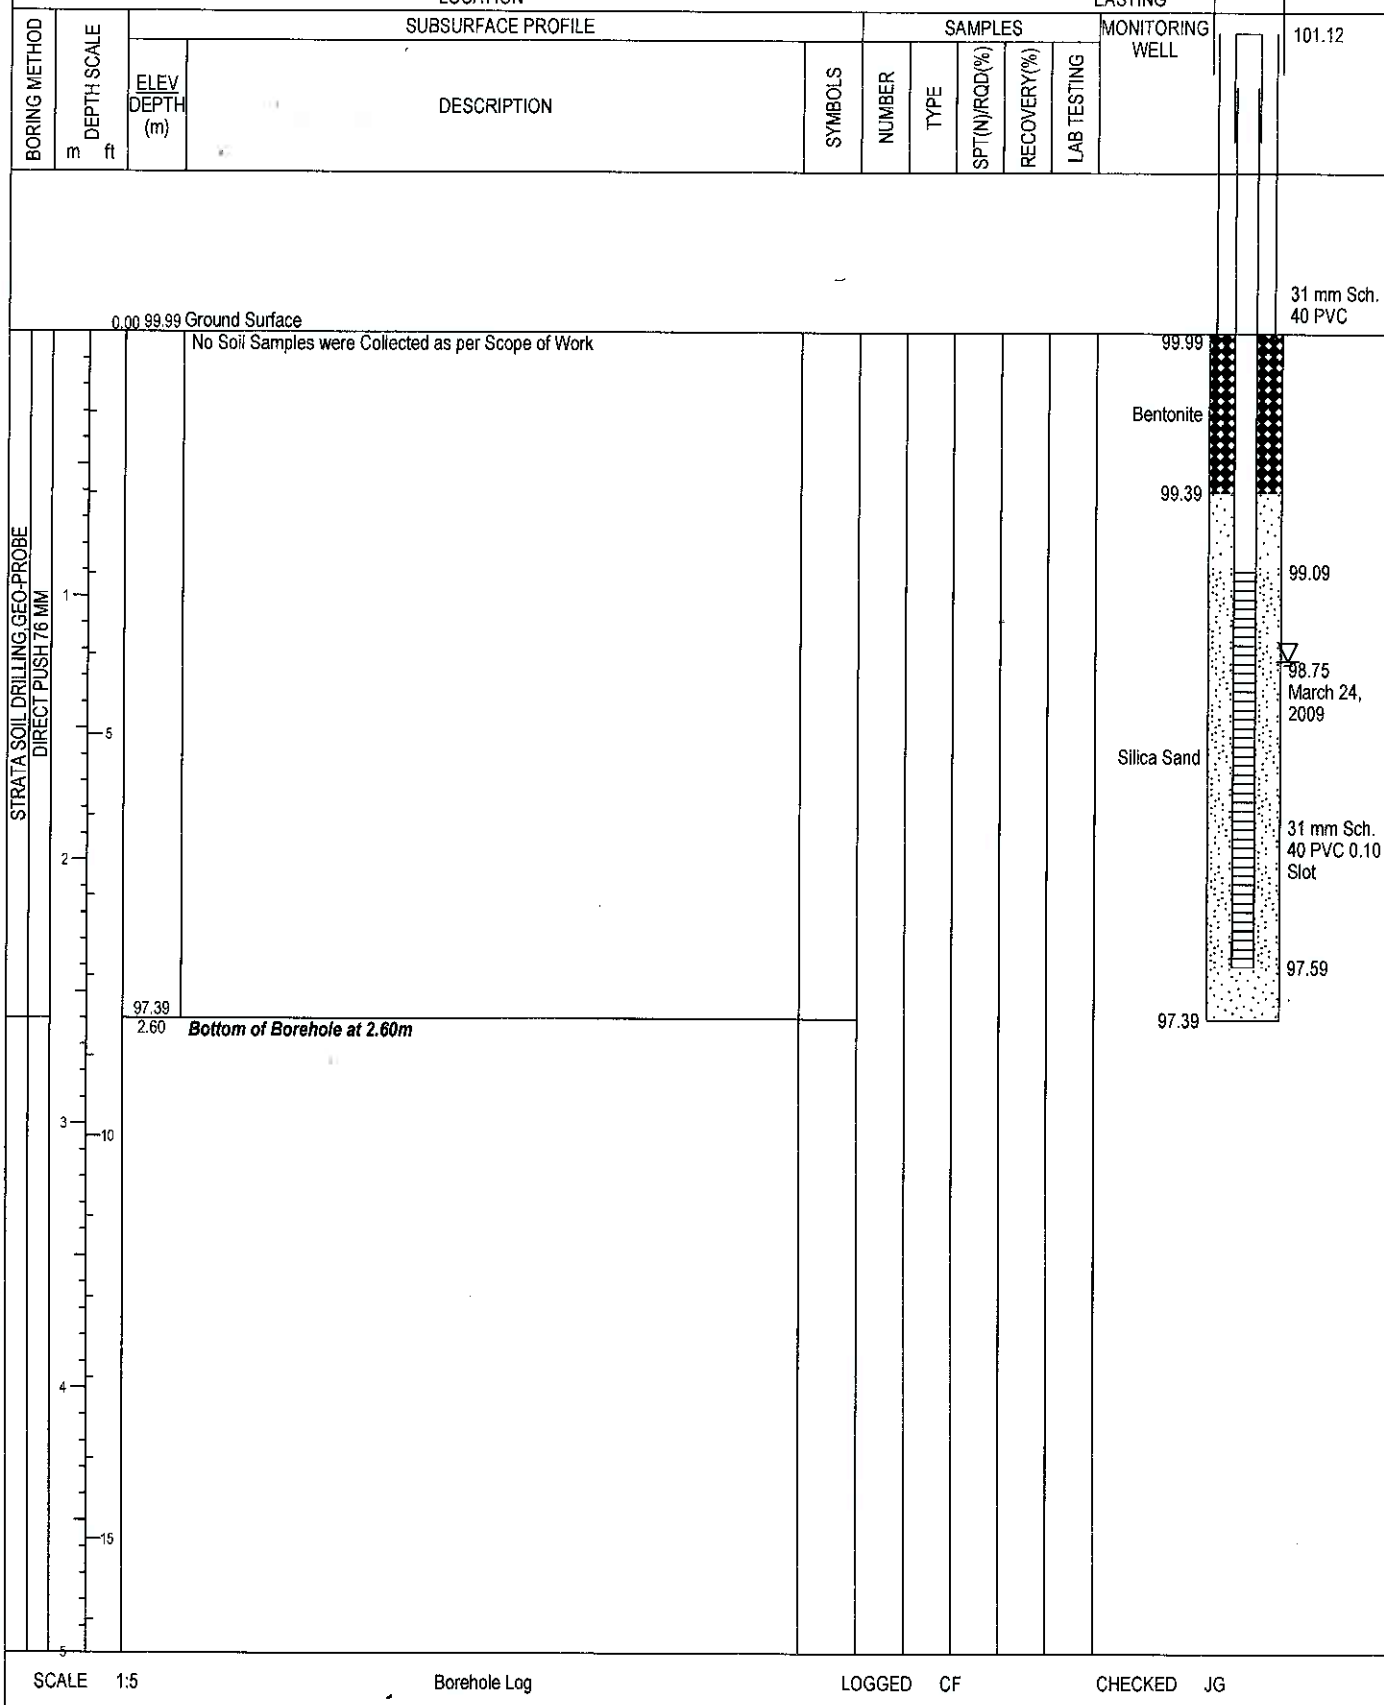 LOCATION
EASTING
BORING METHOD
DEPTH SCALE
m ft
SUBSURFACE PROFILE
ELEV
DEPTH
(m)
DESCRIPTION
SYMBOLS
SAMPLES
NUMBER
TYPE
SPT(N)/RQD(%)
RECOVERY(%)
LAB TESTING
MONITORING
WELL
101.12
31 mm Sch.
40 PVC
0.00 99.99 Ground Surface
No Soil Samples were Collected as per Scope of Work
99.99
Bentonite
99.39
STRATA SOIL DRILLING,GEO-PROBE
DIRECT PUSH 76 MM
99.09
1
98.75
March 24,
2009
5
Silica Sand
31 mm Sch.
40 PVC 0.10
Slot
2
97.59
97.39
2.60 Bottom of Borehole at 2.60m
97.39
3
10
4
15
5
SCALE 1:5 Borehole Log LOGGED CF CHECKED JG